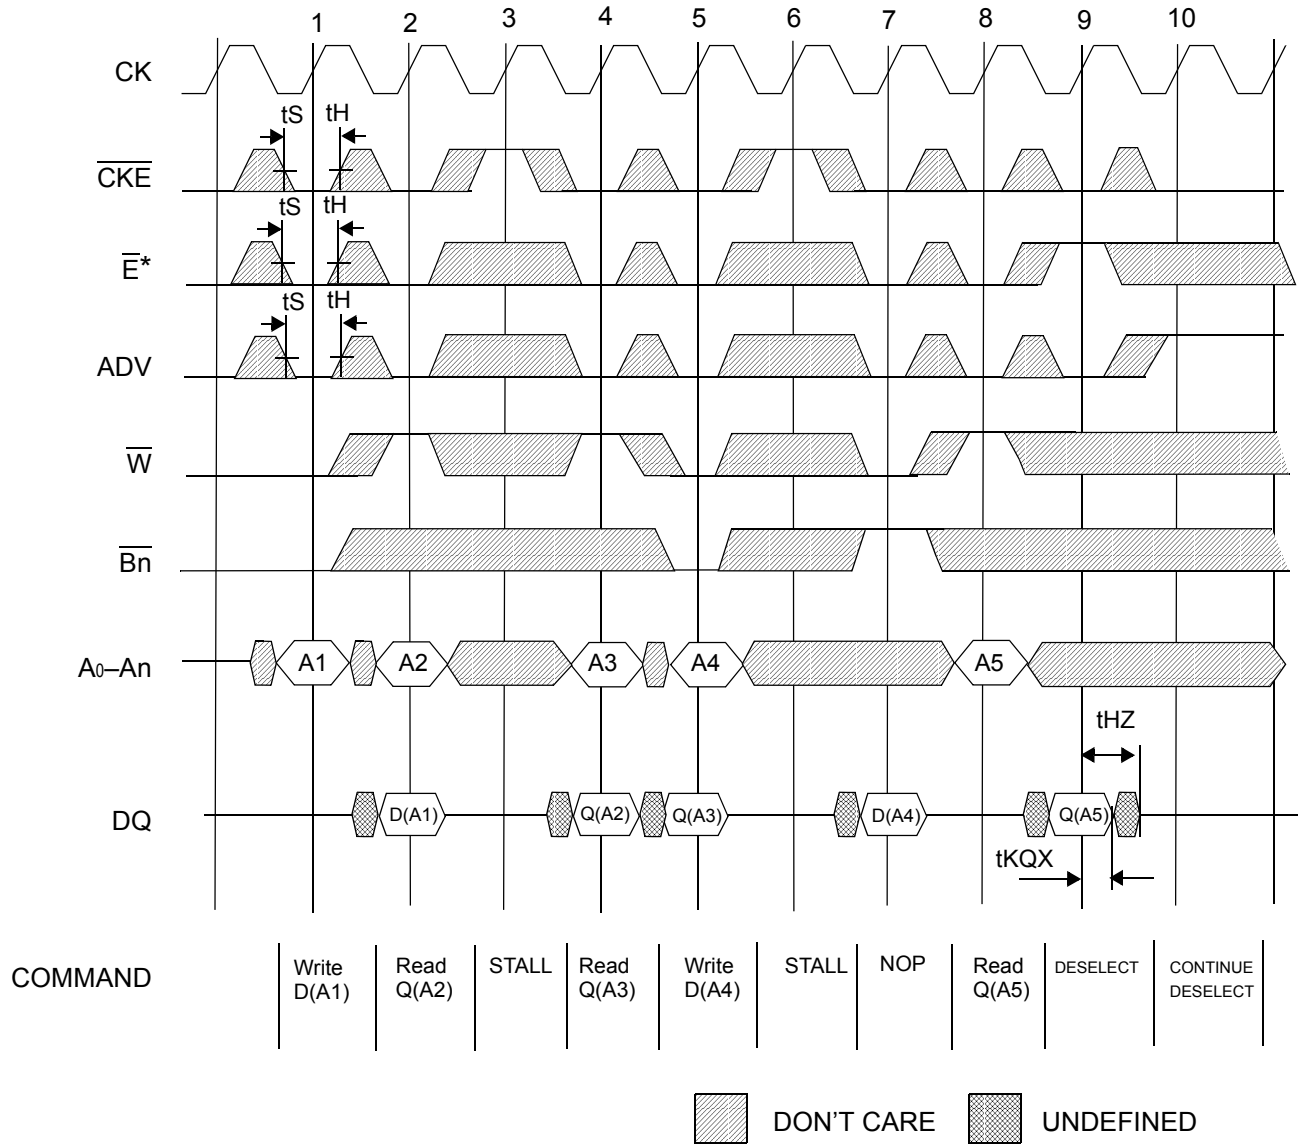 1 2 3 4 5 6 7 8 9 10
CK
tS tH
CKE
tS tH
E*
tS tH
ADV
W
Bn
A0–An A1 A2 A3 A4 A5
tHZ
DQ D(A1) Q(A2) Q(A3) D(A4) Q(A5)
tKQX
COMMAND
Write
D(A1)
Read
Q(A2)
STALL
Read
Q(A3)
Write
D(A4)
STALL
NOP
Read
Q(A5)
DESELECT
CONTINUE
DESELECT
DON'T CARE
UNDEFINED